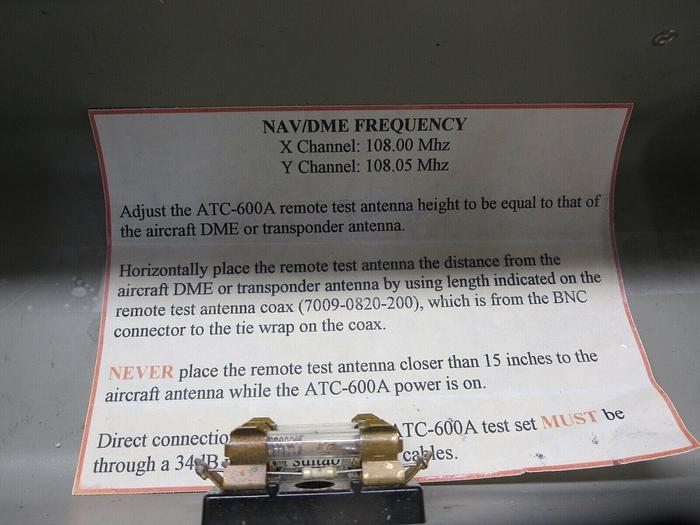 NAV/DME FREQUENCY
X Channel: 108.00 Mhz
Y Channel: 108.05 Mhz
Adjust the ATC-600A remote test antenna height to be equal to that of
the aircraft DME or transponder antenna.
Horizontally place the remote test antenna the distance from the
aircraft DME or transponder antenna by using length indicated on the
remote test antenna coax (7009-0820-200), which is from the BNC
connector to the tie wrap on the coax.
NEVER place the remote test antenna closer than 15 inches to the
aircraft antenna while the ATC-600A power is on.
Direct ATC-600A test set MUST be
through a 34dB cables.